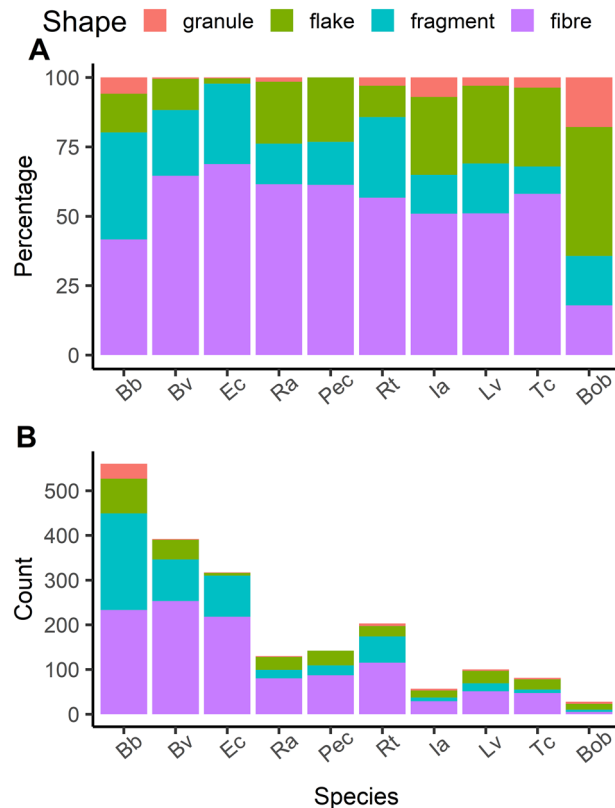 Shape granule flake fragment fibre
A
100
75
50
25
0
Percentage
Bb Bv Ec Ra Pec Rt Ia Lv Tc Bob
B
500
400
300
200
100
0
Count
Bb Bv Ec Ra Pec Rt Ia Lv Tc Bob
Species